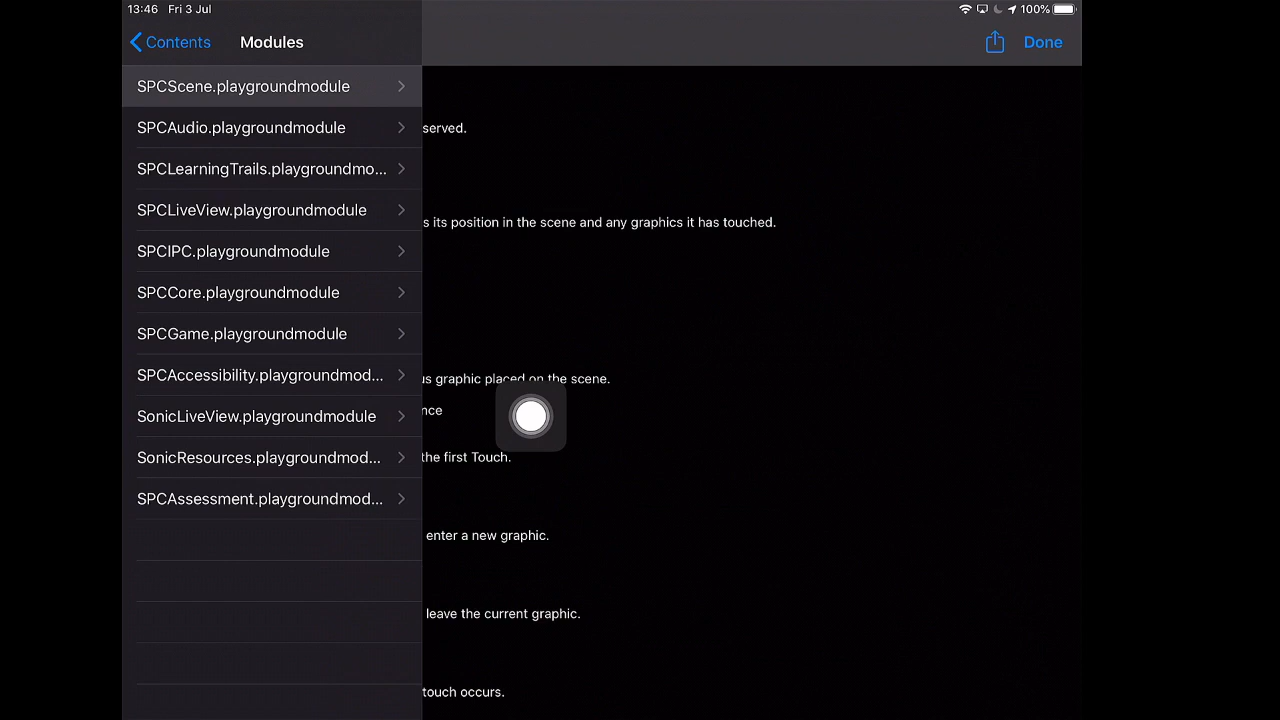 13:46 Fri 3 Jul 100%
Contents Modules Done
SPCScene.playgroundmodule
SPCAudio.playgroundmodule
served.
SPCLearningTrails.playgroundmo...
SPCLiveView.playgroundmodule
s its position in the scene and any graphics it has touched.
SPCIPC.playgroundmodule
SPCCore.playgroundmodule
SPCGame.playgroundmodule
SPCAccessibility.playgroundmod...
us graphic placed on the scene.
nce
SonicLiveView.playgroundmodule
SonicResources.playgroundmod...
the first Touch.
SPCAssessment.playgroundmod...
enter a new graphic.
leave the current graphic.
touch occurs.